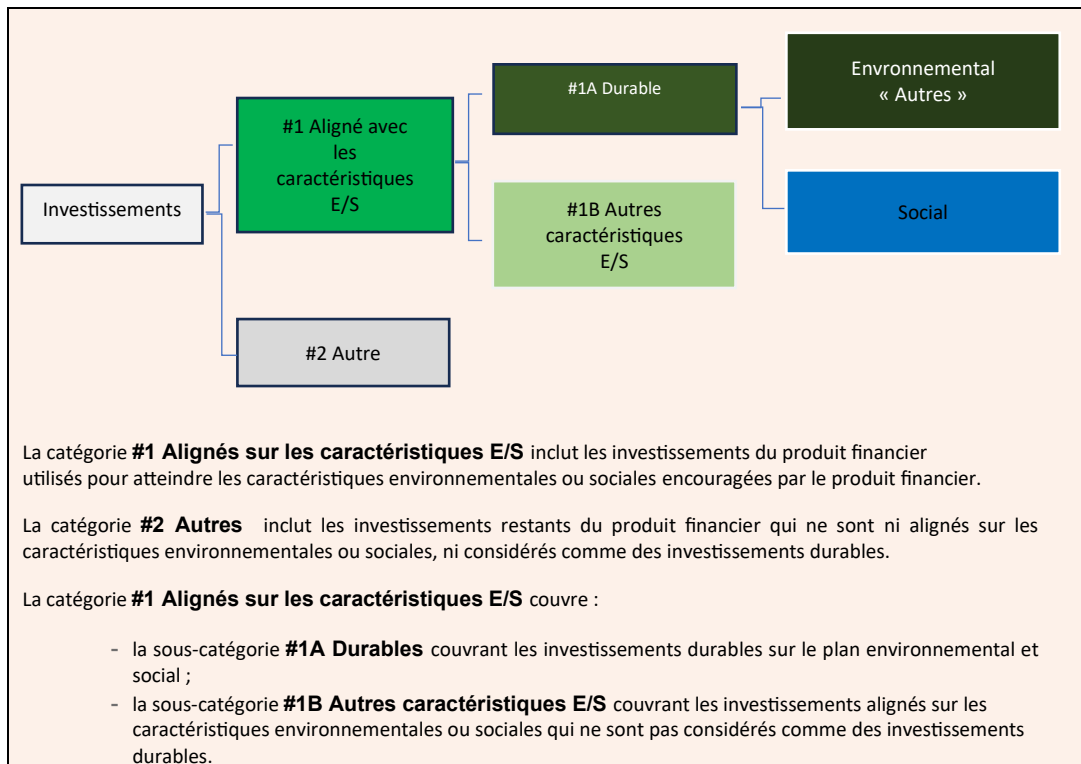 Envronnemental
« Autres »
#1A Durable
#1 Aligné avec
les
caractéristiques
E/S
Investissements
#1B Autres
caractéristiques
E/S
Social
#2 Autre
La catégorie #1 Alignés sur les caractéristiques E/S inclut les investissements du produit financier
utilisés pour atteindre les caractéristiques environnementales ou sociales encouragées par le produit financier.
La catégorie #2 Autres inclut les investissements restants du produit financier qui ne sont ni alignés sur les
caractéristiques environnementales ou sociales, ni considérés comme des investissements durables.
La catégorie #1 Alignés sur les caractéristiques E/S couvre :
- la sous-catégorie #1A Durables couvrant les investissements durables sur le plan environnemental et
social ;
- la sous-catégorie #1B Autres caractéristiques E/S couvrant les investissements alignés sur les
caractéristiques environnementales ou sociales qui ne sont pas considérés comme des investissements
durables.